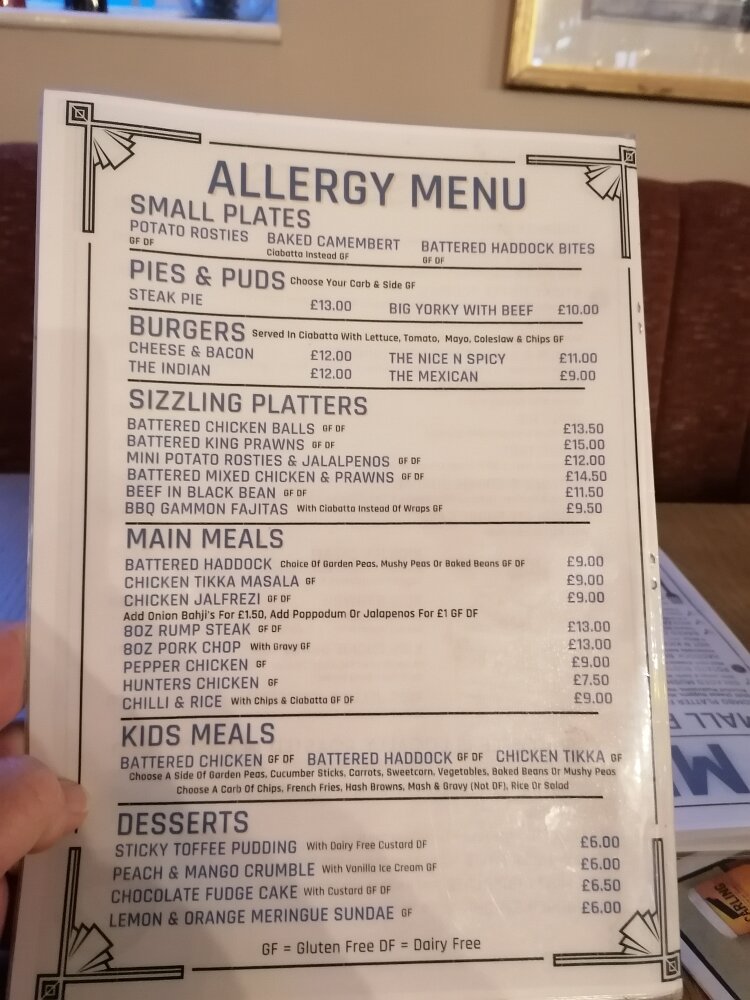 ALLERGY MENU
SMALL PLATES
POTATO ROSTIES BAKED CAMEMBERT BATTERED HADDOCK BITES
GF DF Ciabatta Instead GF GF DF
PIES & PUDS Choose Your Carb & Side GF
STEAK PIE £13.00 BIG YORKY WITH BEEF £10.00
BURGERS Served In Ciabatta With Lettuce, Tomato, Mayo, Coleslaw & Chips GF
CHEESE & BACON £12.00 THE NICE N SPICY £11.00
THE INDIAN £12.00 THE MEXICAN £9.00
SIZZLING PLATTERS
BATTERED CHICKEN BALLS GF DF £13.50
BATTERED KING PRAWNS GF DF £15.00
MINI POTATO ROSTIES & JALALPENOS GF DF £12.00
BATTERED MIXED CHICKEN & PRAWNS GF DF £14.50
BEEF IN BLACK BEAN GF DF £11.50
BBQ GAMMON FAJITAS With Ciabatta Instead Of Wraps GF £9.50
MAIN MEALS
BATTERED HADDOCK Choice Of Garden Peas, Mushy Peas Or Baked Beans GF DF £9.00
CHICKEN TIKKA MASALA GF £9.00
CHICKEN JALFREZI GF DF £9.00
Add Onion Bahji's For £1.50, Add Poppodum Or Jalapenos For £1 GF DF
8OZ RUMP STEAK GF DF £13.00
8OZ PORK CHOP With Gravy GF £13.00
PEPPER CHICKEN GF £9.00
HUNTERS CHICKEN GF £7.50
CHILLI & RICE With Chips & Ciabatta GF DF £9.00
KIDS MEALS
BATTERED CHICKEN GF DF BATTERED HADDOCK GF DF CHICKEN TIKKA GF
Choose A Side Of Garden Peas, Cucumber Sticks, Carrots, Sweetcorn, Vegetables, Baked Beans Or Mushy Peas
Choose A Carb Of Chips, French Fries, Hash Browns, Mash & Gravy (Not DF), Rice Or Salad
DESSERTS
STICKY TOFFEE PUDDING With Dairy Free Custard DF £6.00
PEACH & MANGO CRUMBLE With Vanilla Ice Cream GF £6.00
CHOCOLATE FUDGE CAKE With Custard GF DF £6.50
LEMON & ORANGE MERINGUE SUNDAE GF £6.00
GF = Gluten Free DF = Dairy Free
CARLING